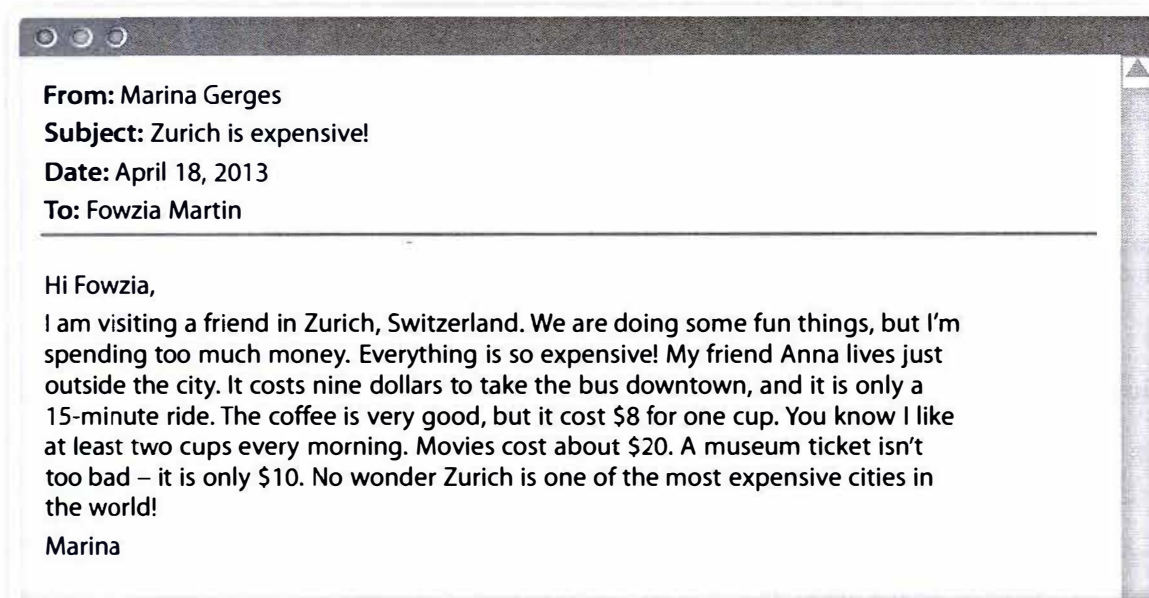 From: Marina Gerges
Subject: Zurich is expensive!
Date: April 18, 2013
To: Fowzia Martin
Hi Fowzia,
I am visiting a friend in Zurich, Switzerland. We are doing some fun things, but I'm
spending too much money. Everything is so expensive! My friend Anna lives just
outside the city. It costs nine dollars to take the bus downtown, and it is only a
15-minute ride. The coffee is very good, but it cost $8 for one cup. You know I like
at least two cups every morning. Movies cost about $20. A museum ticket isn't
too bad – it is only $10. No wonder Zurich is one of the most expensive cities in
the world!
Marina